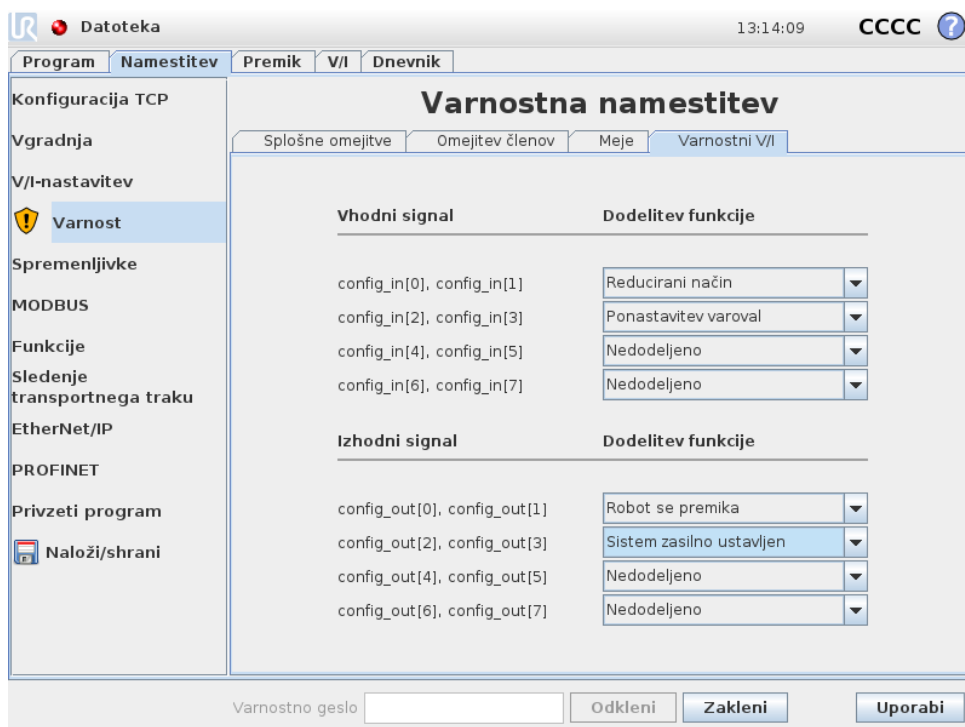 UR Datoteka 13:14:09 CCCC ?
Program Namestitev Premik V/I Dnevnik
Konfiguracija TCP
Vgradnja
V/I-nastavitev
Varnost
Spremenljivke
MODBUS
Funkcije
Sledenje
transportnega traku
EtherNet/IP
PROFINET
Privzeti program
Naloži/shrani
Varnostna namestitev
Splošne omejitve Omejitev členov Meje Varnostni V/I
Vhodni signal Dodelitev funkcije
config_in[0], config_in[1] Reducirani način
config_in[2], config_in[3] Ponastavitev varoval
config_in[4], config_in[5] Nedodeljeno
config_in[6], config_in[7] Nedodeljeno
Izhodni signal Dodelitev funkcije
config_out[0], config_out[1] Robot se premika
config_out[2], config_out[3] Sistem zasilno ustavljen
config_out[4], config_out[5] Nedodeljeno
config_out[6], config_out[7] Nedodeljeno
Varnostno geslo Odkleni Zakleni Uporabi